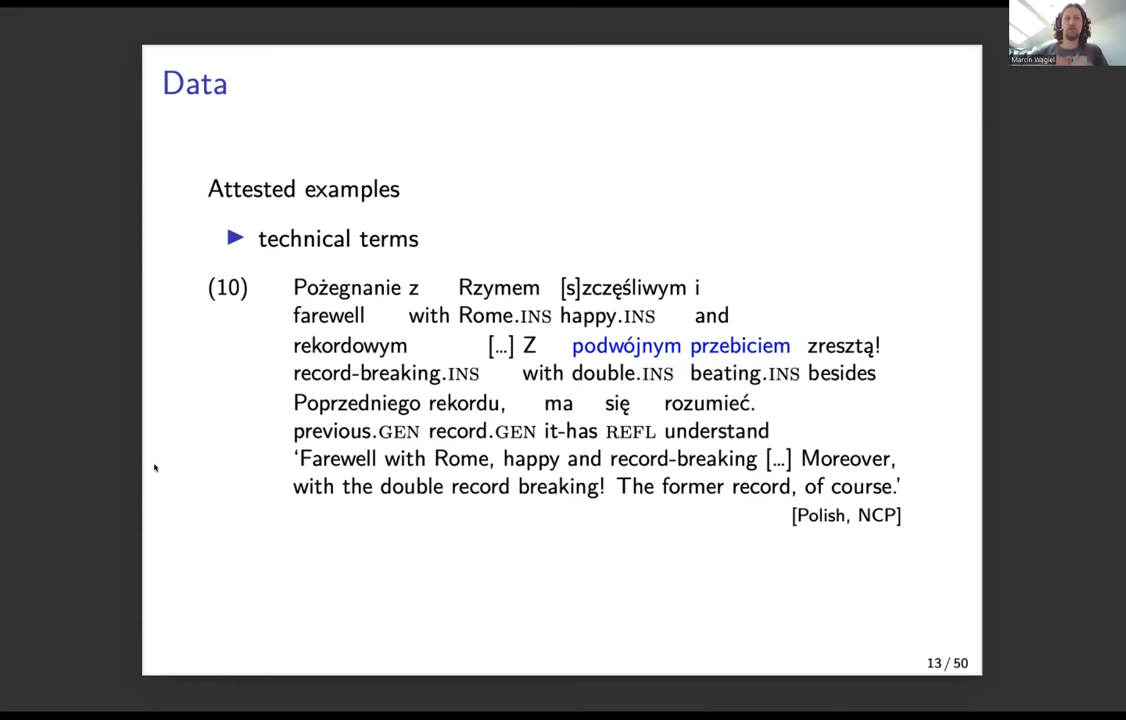 Marcin Wągiel
Data
Attested examples
technical terms
(10) Pożegnanie z Rzymem [s]zczęśliwym i
farewell with Rome.INS happy.INS and
rekordowym [...] Z podwójnym przebiciem zresztą!
record-breaking.INS with double.INS beating.INS besides
Poprzedniego rekordu, ma się rozumieć.
previous.GEN record.GEN it-has REFL understand
‘Farewell with Rome, happy and record-breaking [...] Moreover,
with the double record breaking! The former record, of course.’
[Polish, NCP]
13 / 50